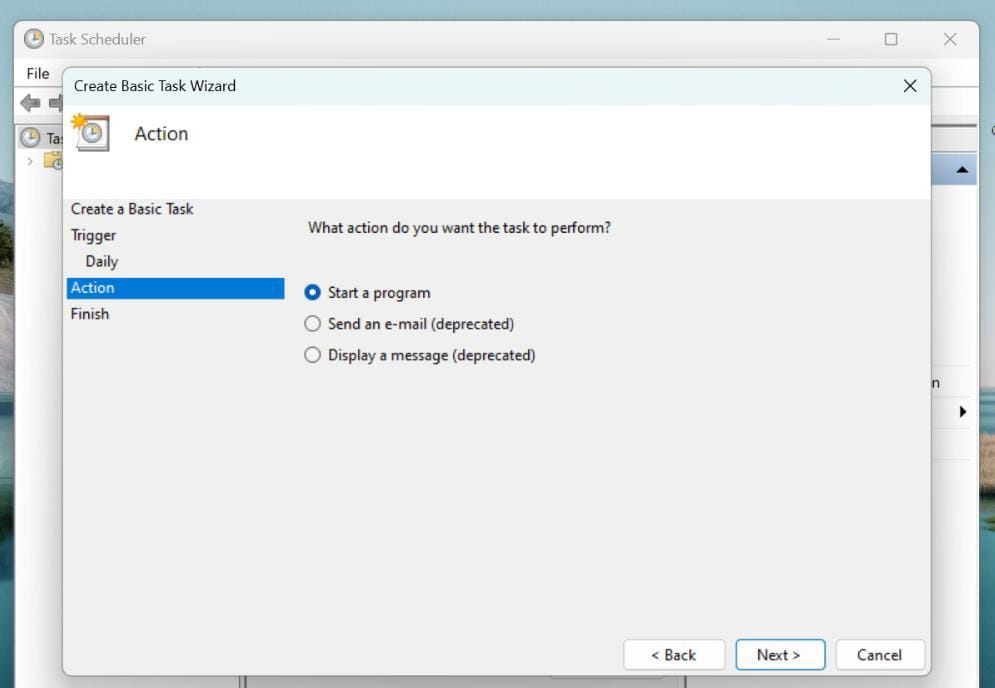 Task Scheduler
File
Create Basic Task Wizard
Action
Create a Basic Task
Trigger
Daily
Action
Finish
What action do you want the task to perform?
Start a program
Send an e-mail (deprecated)
Display a message (deprecated)
< Back
Next >
Cancel